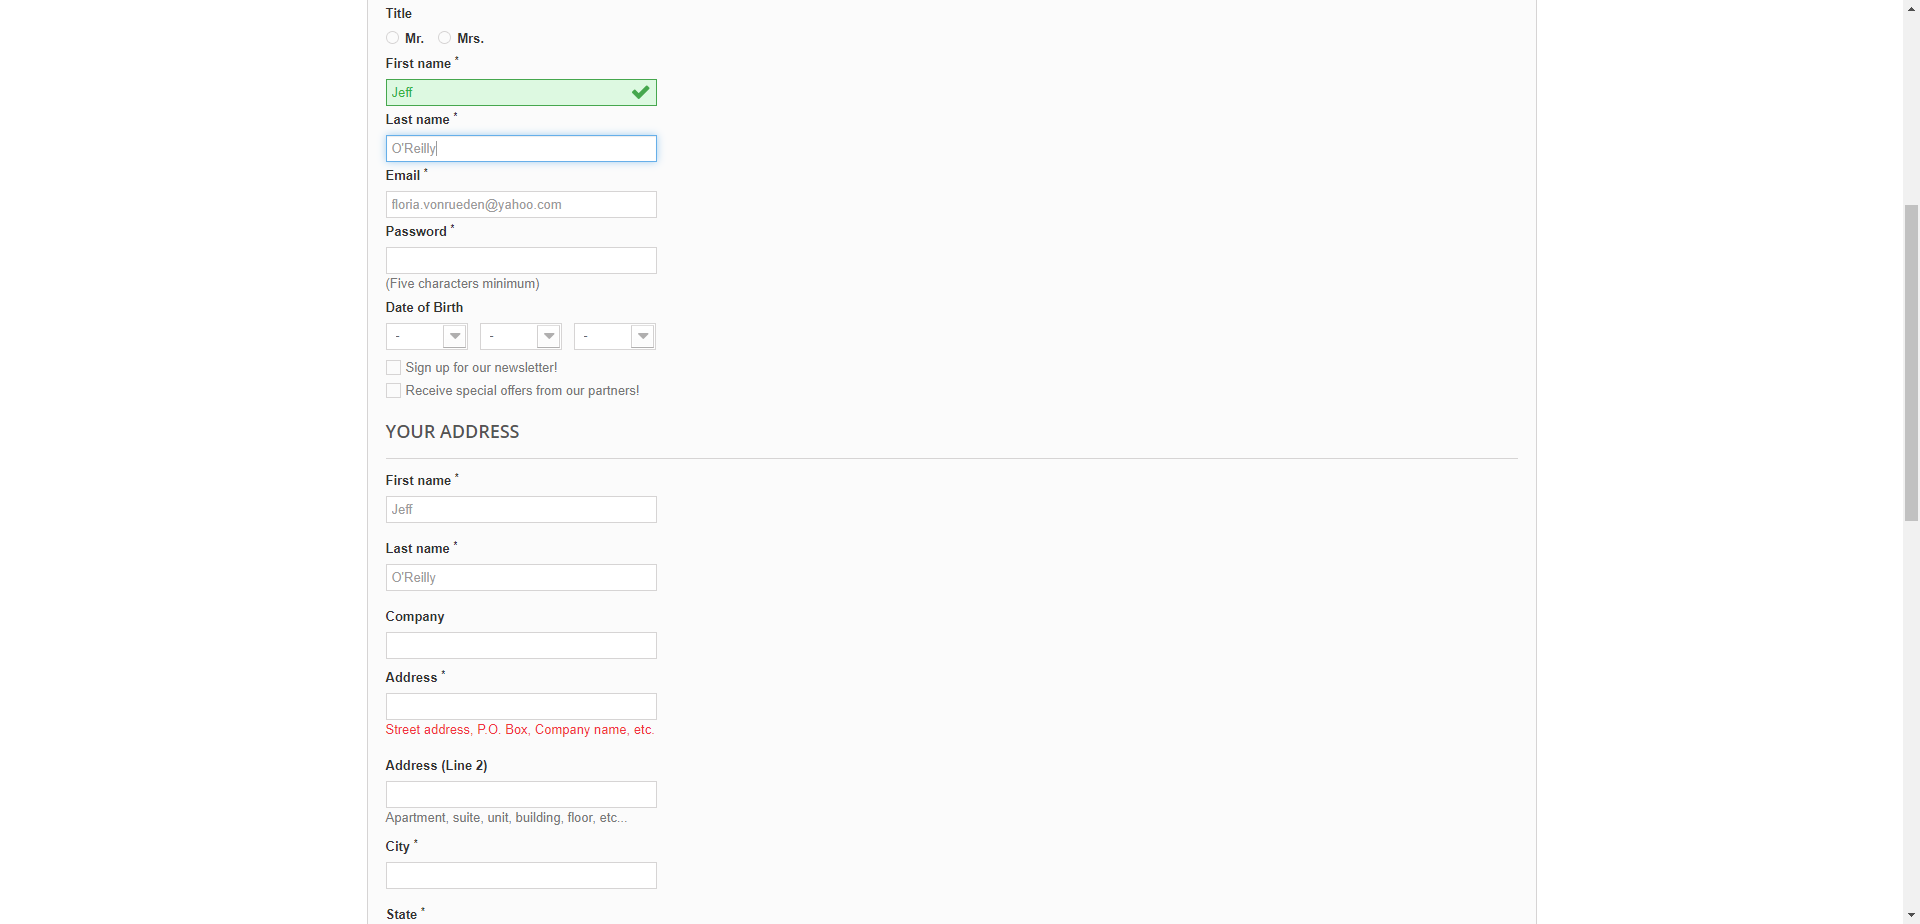 Title
Mr. Mrs.
First name *
Jeff
Last name *
O'Reilly
Email *
floria.vonrueden@yahoo.com
Password *
(Five characters minimum)
Date of Birth
- - -
Sign up for our newsletter!
Receive special offers from our partners!
YOUR ADDRESS
First name *
Jeff
Last name *
O'Reilly
Company
Address *
Street address, P.O. Box, Company name, etc.
Address (Line 2)
Apartment, suite, unit, building, floor, etc...
City *
State *